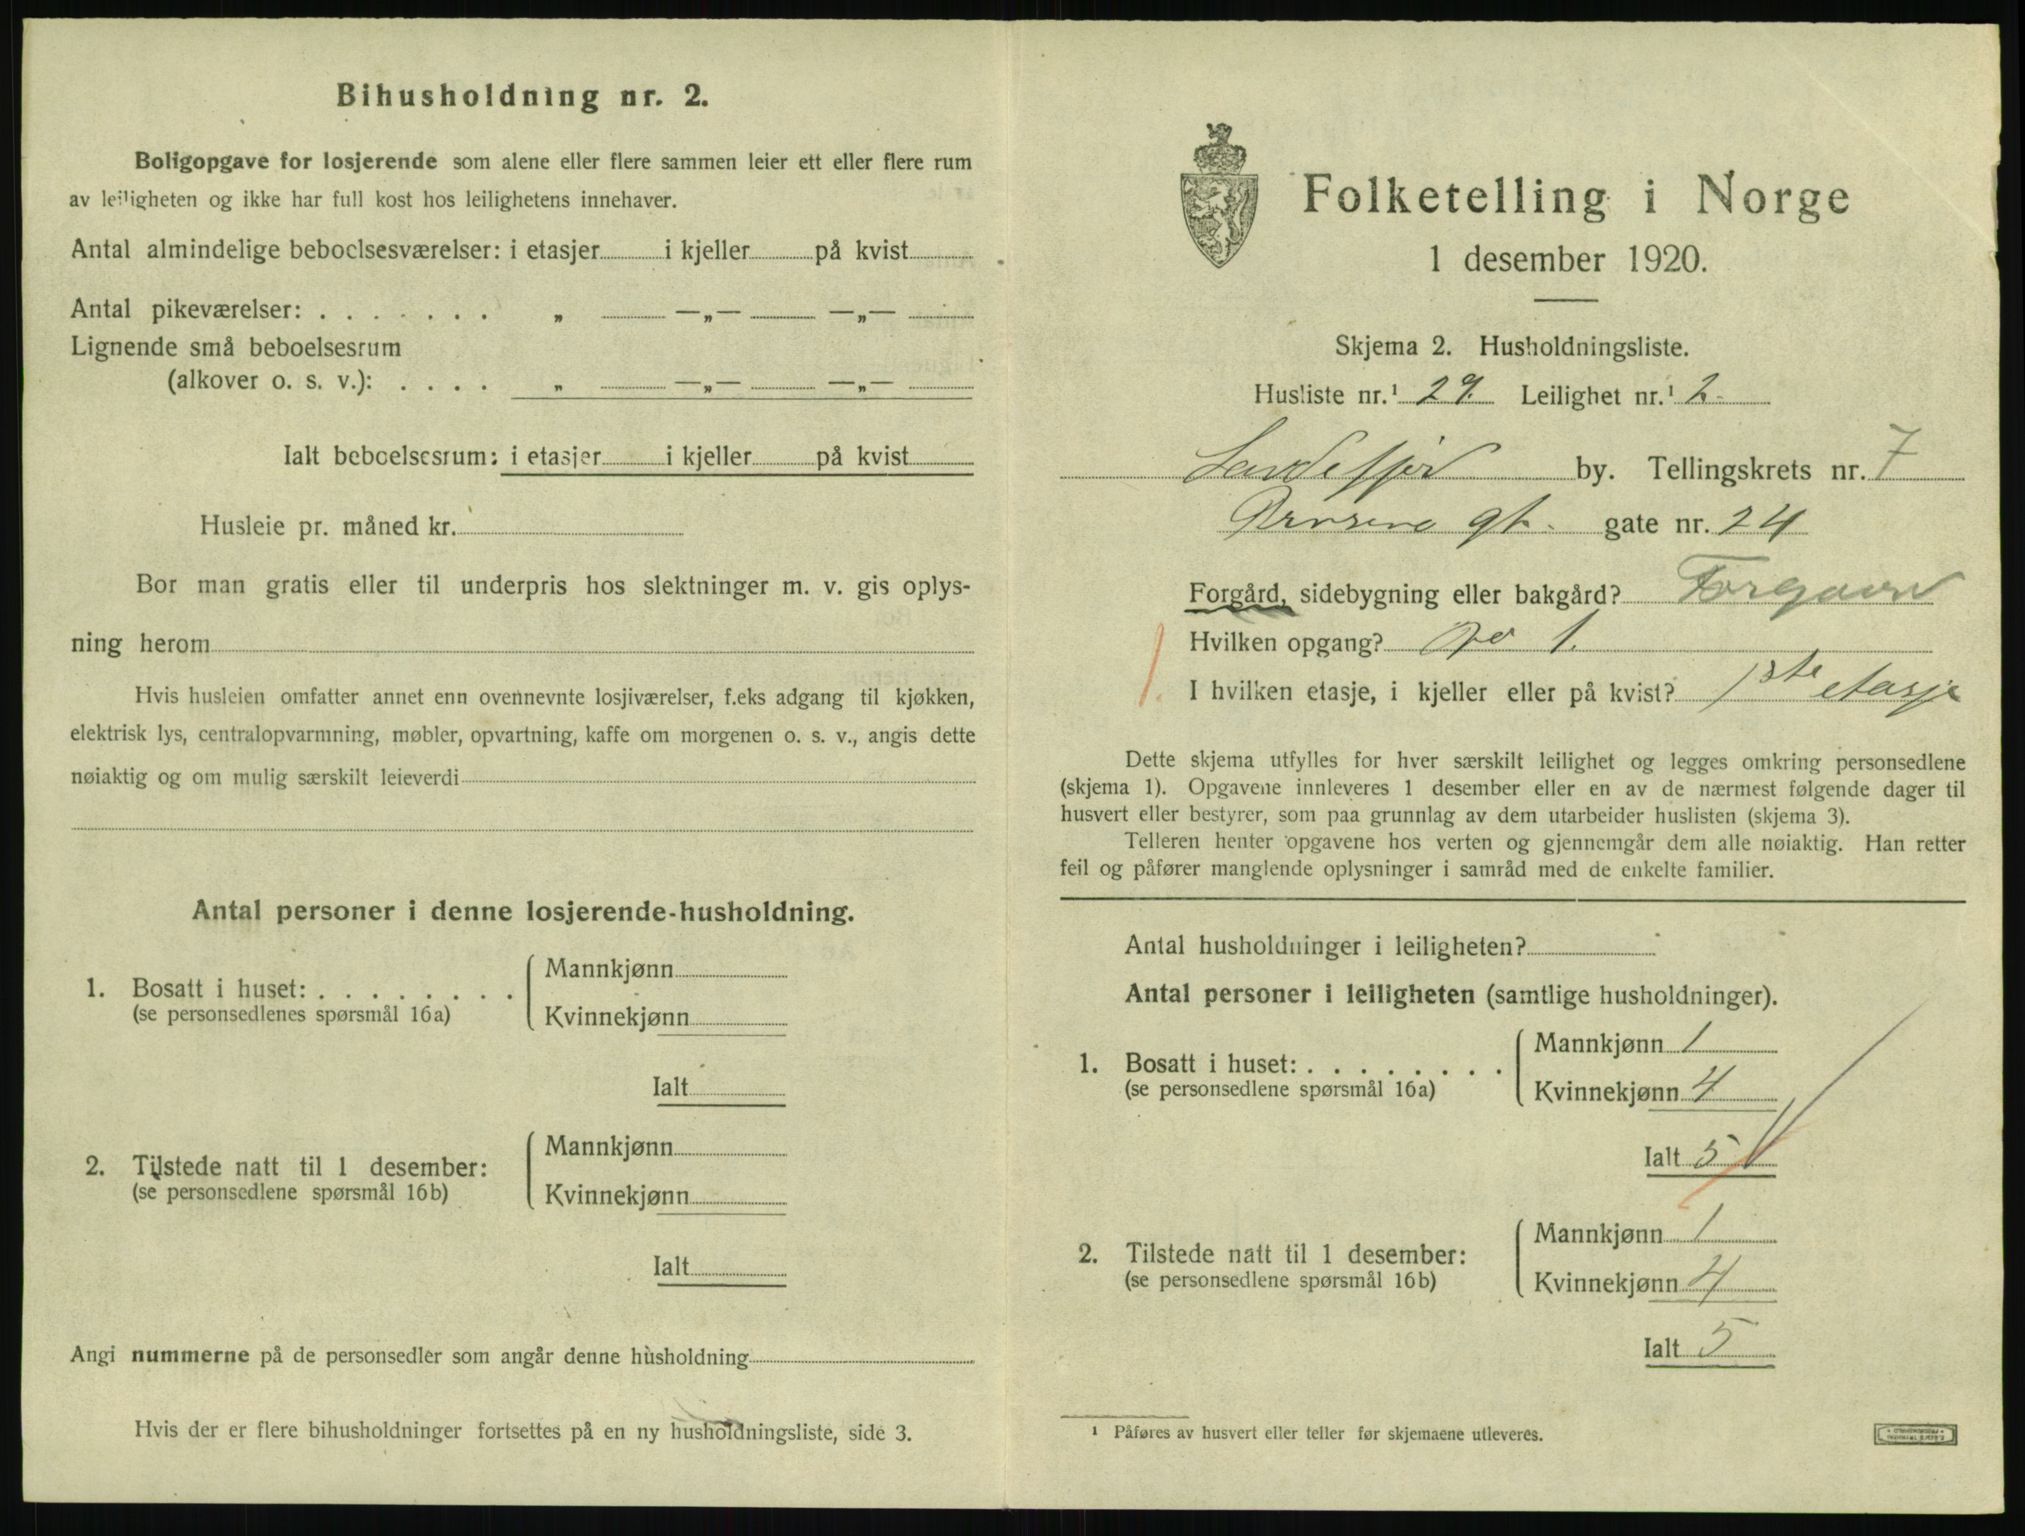 Bihusholdning nr. 2.
Boligopgave for losjerende som alene eller flere sammen leier ett eller flere rum
av leiligheten og ikke har full kost hos leilighetens innehaver.
Antal almindelige beboelsesværelser: i etasjer i kjeller på kvist
Antal pikeværelser: . . . . . . . „ —„— —„—
Lignende små beboelsesrum
(alkover o. s. v.): . . . . „ —„— —„—
Ialt beboelsesrum: i etasjer i kjeller på kvist
Husleie pr. måned kr.
Bor man gratis eller til underpris hos slektninger m. v. gis oplys-
ning herom
Hvis husleien omfatter annet enn ovennevnte losjiværelser, f.eks adgang til kjøkken,
elektrisk lys, centralopvarmning, møbler, opvartning, kaffe om morgenen o. s. v., angis dette
nøiaktig og om mulig særskilt leieverdi
Antal personer i denne losjerende-husholdning.
1. Bosatt i huset: . . . . . . . . Mannkjønn
(se personsedlenes spørsmål 16a) Kvinnekjønn
Ialt
2. Tilstede natt til 1 desember: Mannkjønn
(se personsedlene spørsmål 16b) Kvinnekjønn
Ialt
Angi nummerne på de personsedler som angår denne husholdning
Hvis der er flere bihusholdninger fortsettes på en ny husholdningsliste, side 3.
Folketelling i Norge
1 desember 1920.
Skjema 2. Husholdningsliste.
Husliste nr.¹ 29. Leilighet nr.¹ 2.
Sandefjord by. Tellingskrets nr. 7
gt. gate nr. 24
Forgård, sidebygning eller bakgård? Forgaard
Hvilken opgang? No 1.
1. I hvilken etasje, i kjeller eller på kvist? 1ste etasje
Dette skjema utfylles for hver særskilt leilighet og legges omkring personsedlene
(skjema 1). Opgavene innleveres 1 desember eller en av de nærmest følgende dager til
husvert eller bestyrer, som paa grunnlag av dem utarbeider huslisten (skjema 3).
Telleren henter opgavene hos verten og gjennemgår dem alle nøiaktig. Han retter
feil og påfører manglende oplysninger i samråd med de enkelte familier.
Antal husholdninger i leiligheten?
Antal personer i leiligheten (samtlige husholdninger).
1. Bosatt i huset: . . . . . . . . Mannkjønn 1
(se personsedlene spørsmål 16a) Kvinnekjønn 4
Ialt 5
2. Tilstede natt til 1 desember: Mannkjønn 1
(se personsedlene spørsmål 16b) Kvinnekjønn 4
Ialt 5
¹ Påføres av husvert eller teller før skjemaene utleveres.